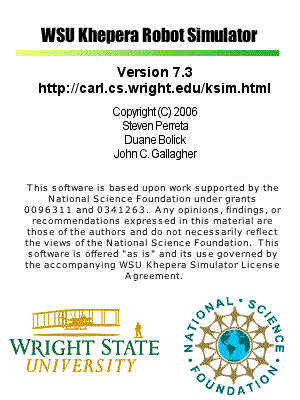 WSU Khepera Robot Simulator
Version 7.3
http://carl.cs.wright.edu/ksim.html
Copyright (C) 2006
Steven Perreta
Duane Bolick
John C. Gallagher
This software is based upon work supported by the
National Science Foundation under grants
0096311 and 0341263. Any opinions, findings, or
recommendations expressed in this material are
those of the authors and do not necessarily reflect
the views of the National Science Foundation. This
software is offered "as is" and its use governed by
the accompanying WSU Khepera Simulator License
Agreement.
WRIGHT STATE
UNIVERSITY
NATIONAL SCIENCE
FOUNDATION